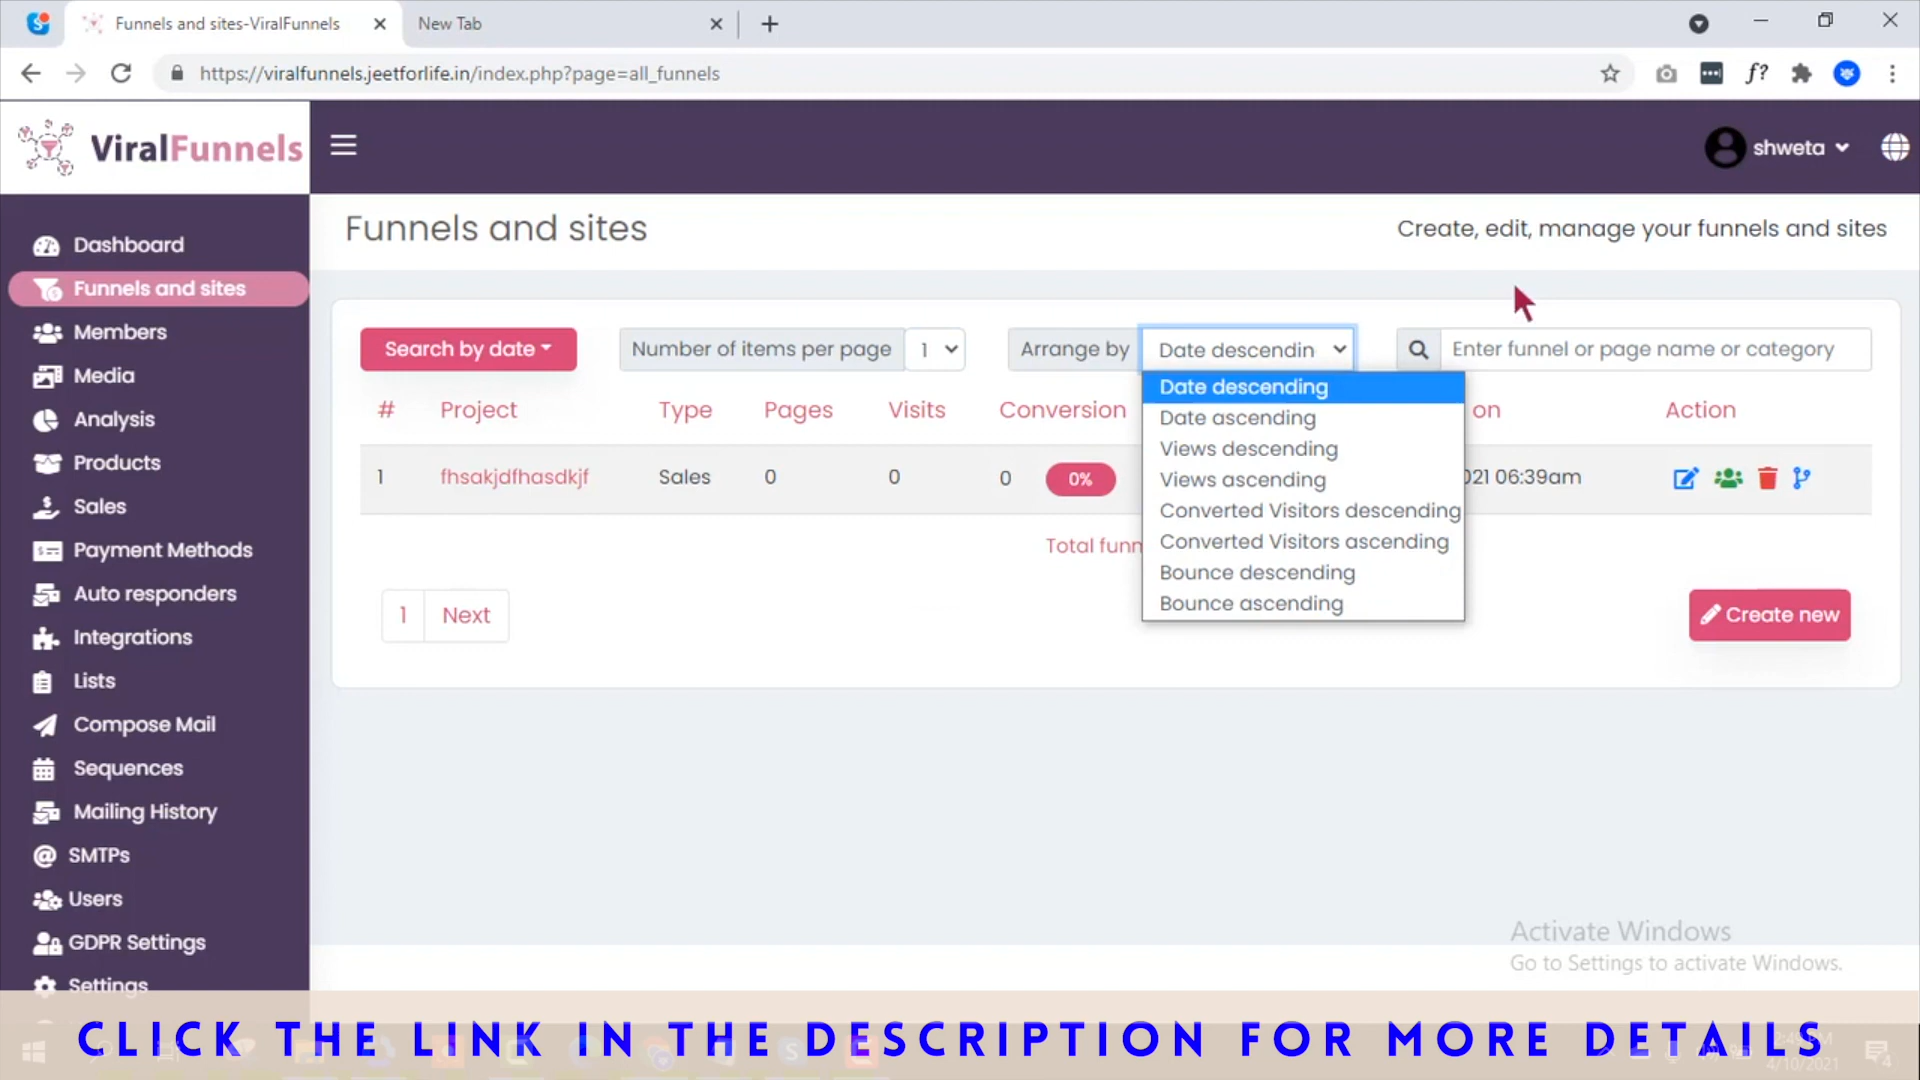 Funnels and sites-ViralFunnels
New Tab
https://viralfunnels.jeetforlife.in/index.php?page=all_funnels
f?
ViralFunnels
shweta
Funnels and sites
Create, edit, manage your funnels and sites
Dashboard
Funnels and sites
Members
Media
Analysis
Products
Sales
Payment Methods
Auto responders
Integrations
Lists
Compose Mail
Sequences
Mailing History
SMTPs
Users
GDPR Settings
Settings
Search by date
Number of items per page 1
Arrange by Date descendin
Enter funnel or page name or category
# Project Type Pages Visits Conversion on Action
1 fhsakjdfhasdkjf Sales 0 0 0 0% 021 06:39am
Date descending
Date ascending
Views descending
Views ascending
Converted Visitors descending
Converted Visitors ascending
Bounce descending
Bounce ascending
Total funn
1 Next
Create new
Activate Windows
Go to Settings to activate Windows.
CLICK THE LINK IN THE DESCRIPTION FOR MORE DETAILS
4/10/2021